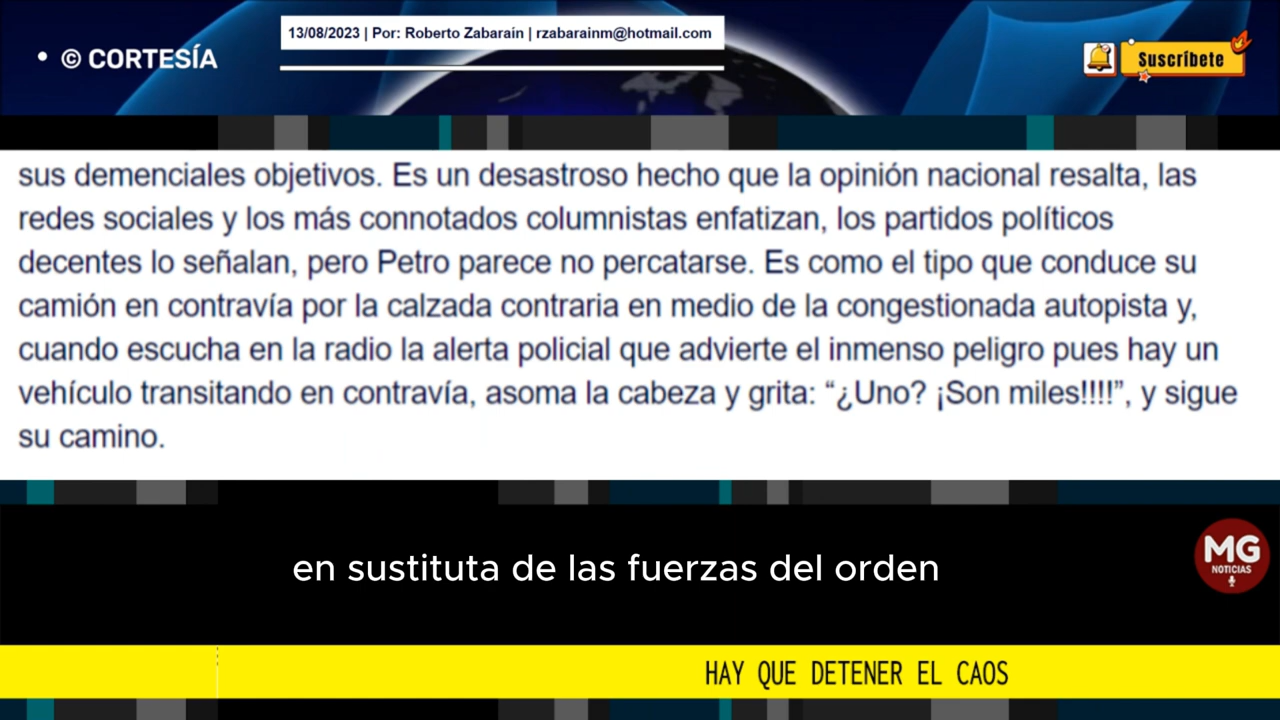 13/08/2023 | Por: Roberto Zabaraín | rzabarainm@hotmail.com
• © CORTESÍA
Suscríbete
sus demenciales objetivos. Es un desastroso hecho que la opinión nacional resalta, las
redes sociales y los más connotados columnistas enfatizan, los partidos políticos
decentes lo señalan, pero Petro parece no percatarse. Es como el tipo que conduce su
camión en contravía por la calzada contraria en medio de la congestionada autopista y,
cuando escucha en la radio la alerta policial que advierte el inmenso peligro pues hay un
vehículo transitando en contravía, asoma la cabeza y grita: “¿Uno? ¡Son miles!!!!”, y sigue
su camino.
en sustituta de las fuerzas del orden
MG
NOTICIAS
HAY QUE DETENER EL CAOS